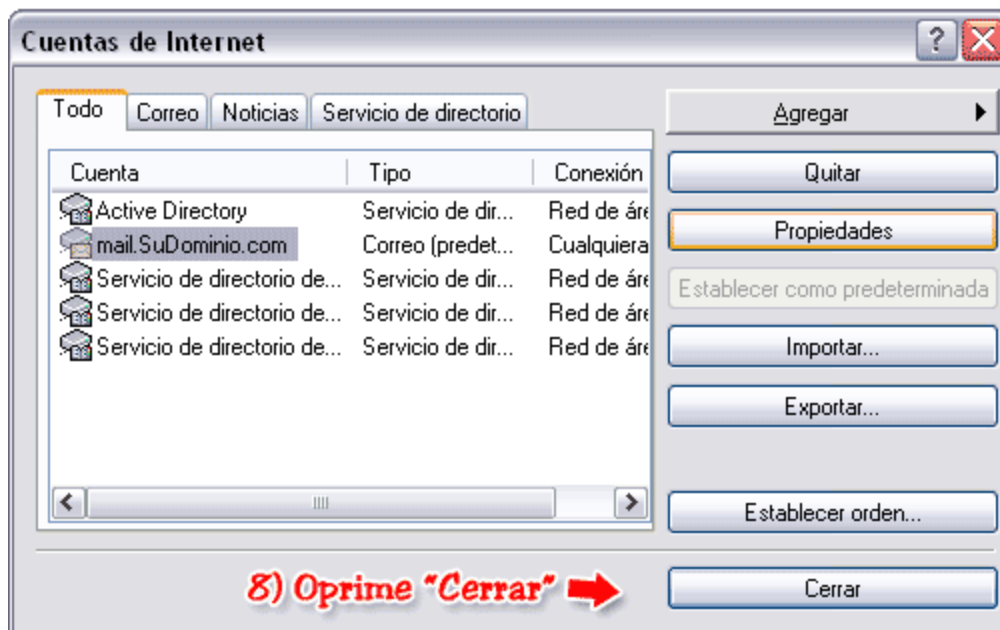 Cuentas de Internet
?
Todo Correo Noticias Servicio de directorio
Agregar
Cuenta Tipo Conexión
Quitar
Active Directory Servicio de dir... Red de áre
mail.SuDominio.com Correo (predet... Cualquiera
Propiedades
Servicio de directorio de... Servicio de dir... Red de áre
Establecer como predeterminada
Servicio de directorio de... Servicio de dir... Red de áre
Servicio de directorio de... Servicio de dir... Red de áre
Importar...
Exportar...
Establecer orden...
8) Oprime "Cerrar"
Cerrar